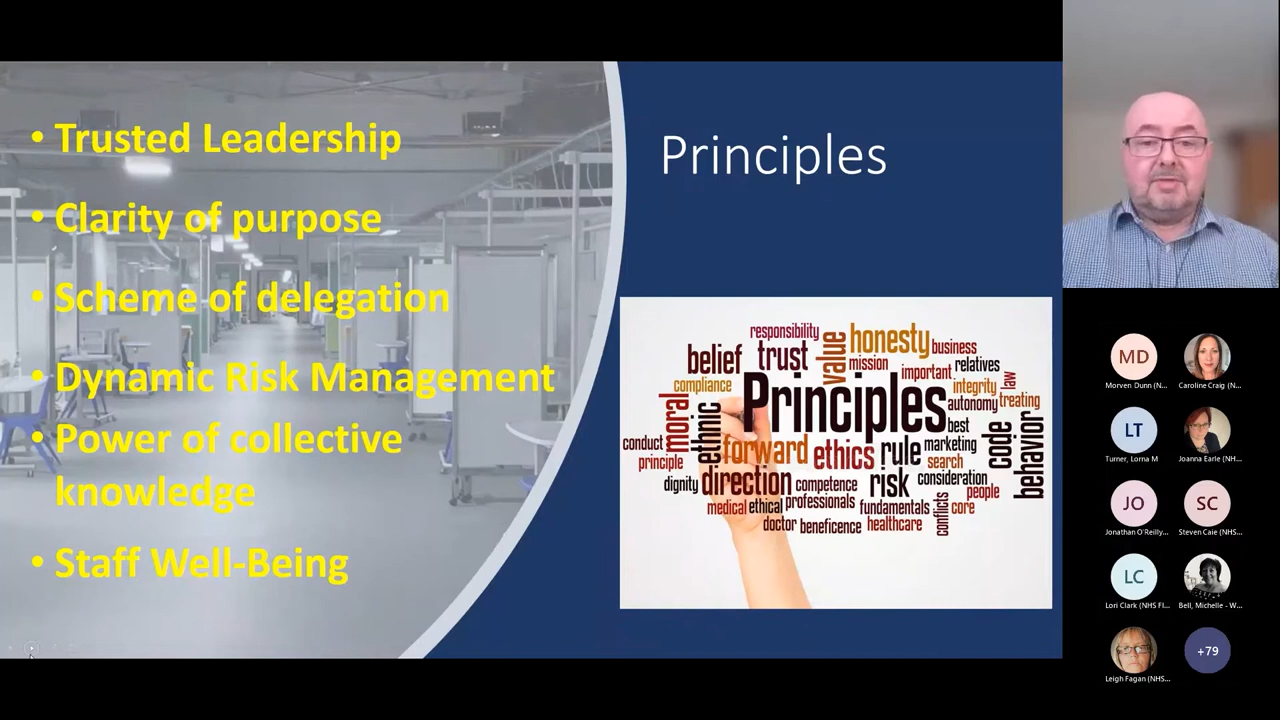 • Trusted Leadership
• Clarity of purpose
• Scheme of delegation
• Dynamic Risk Management
• Power of collective
knowledge
• Staff Well-Being
Principles
responsibility
belief
trust
value
honesty
business
mission
important
relatives
compliance
integrity
law
moral
ethnic
Principles
autonomy
treating
best
conduct
forward
ethics
rule
marketing
code
behavior
principle
search
dignity
direction
competence
risk
consideration
people
medical
ethical
professionals
fundamentals
conflicts
core
doctor
beneficence
healthcare
MD
Morven Dunn (N...
Caroline Craig (N...
LT
Turner, Lorna M
Joanna Earle (NH...
JO
Jonathan O'Reilly...
SC
Steven Caie (NHS...
LC
Lori Clark (NHS Fl...
Bell, Michelle - W...
Leigh Fagan (NHS...
+79